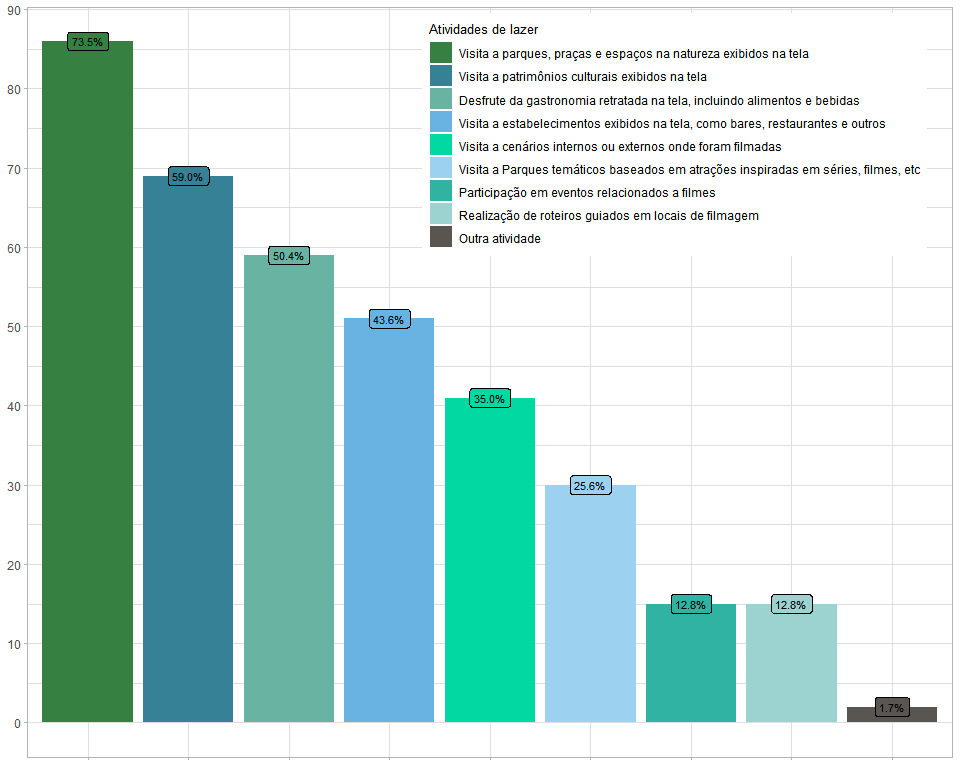 90
80
70
60
50
40
30
20
10
0
73.5%
59.0%
50.4%
43.6%
35.0%
25.6%
12.8%
12.8%
1.7%
Atividades de lazer
Visita a parques, praças e espaços na natureza exibidos na tela
Visita a patrimônios culturais exibidos na tela
Desfrute da gastronomia retratada na tela, incluindo alimentos e bebidas
Visita a estabelecimentos exibidos na tela, como bares, restaurantes e outros
Visita a cenários internos ou externos onde foram filmadas
Visita a Parques temáticos baseados em atrações inspiradas em séries, filmes, etc
Participação em eventos relacionados a filmes
Realização de roteiros guiados em locais de filmagem
Outra atividade